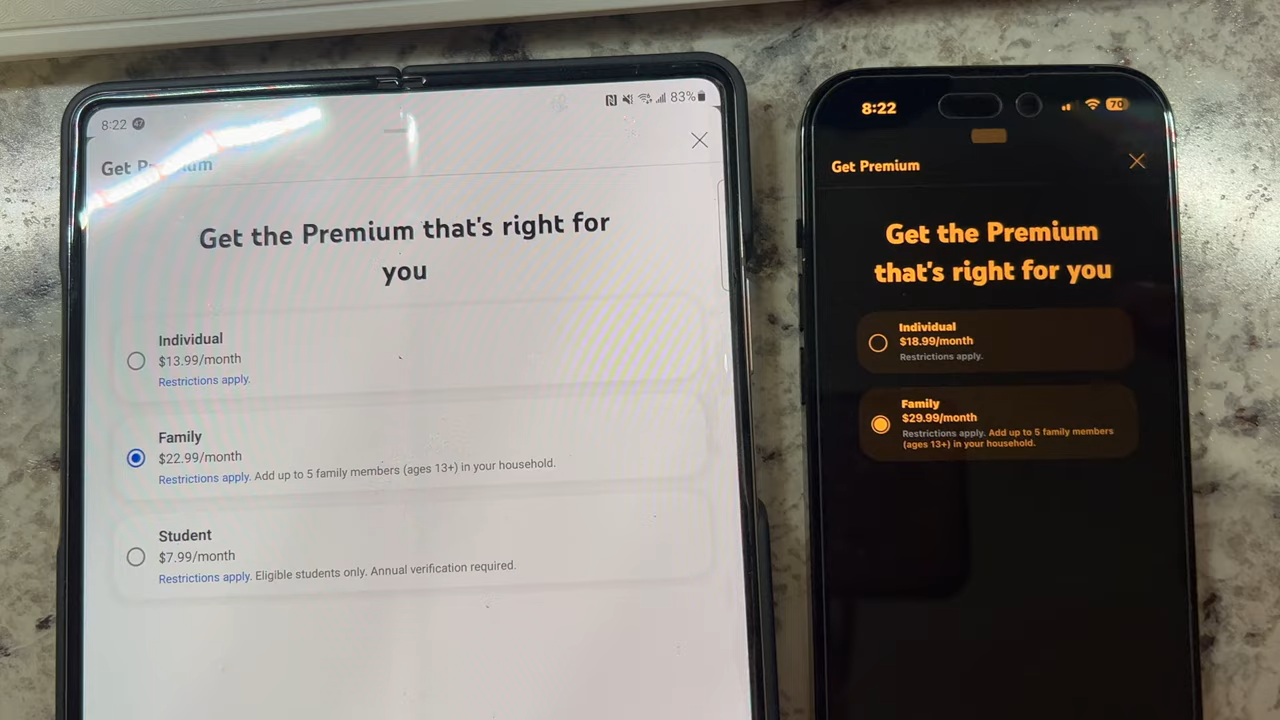 8:22 47
83%
Get Premium
Get the Premium that's right for
you
Individual
$13.99/month
Restrictions apply.
Family
$22.99/month
Restrictions apply. Add up to 5 family members (ages 13+) in your household.
Student
$7.99/month
Restrictions apply. Eligible students only. Annual verification required.
8:22
70
Get Premium
Get the Premium
that's right for you
Individual
$18.99/month
Restrictions apply.
Family
$29.99/month
Restrictions apply. Add up to 5 family members
(ages 13+) in your household.